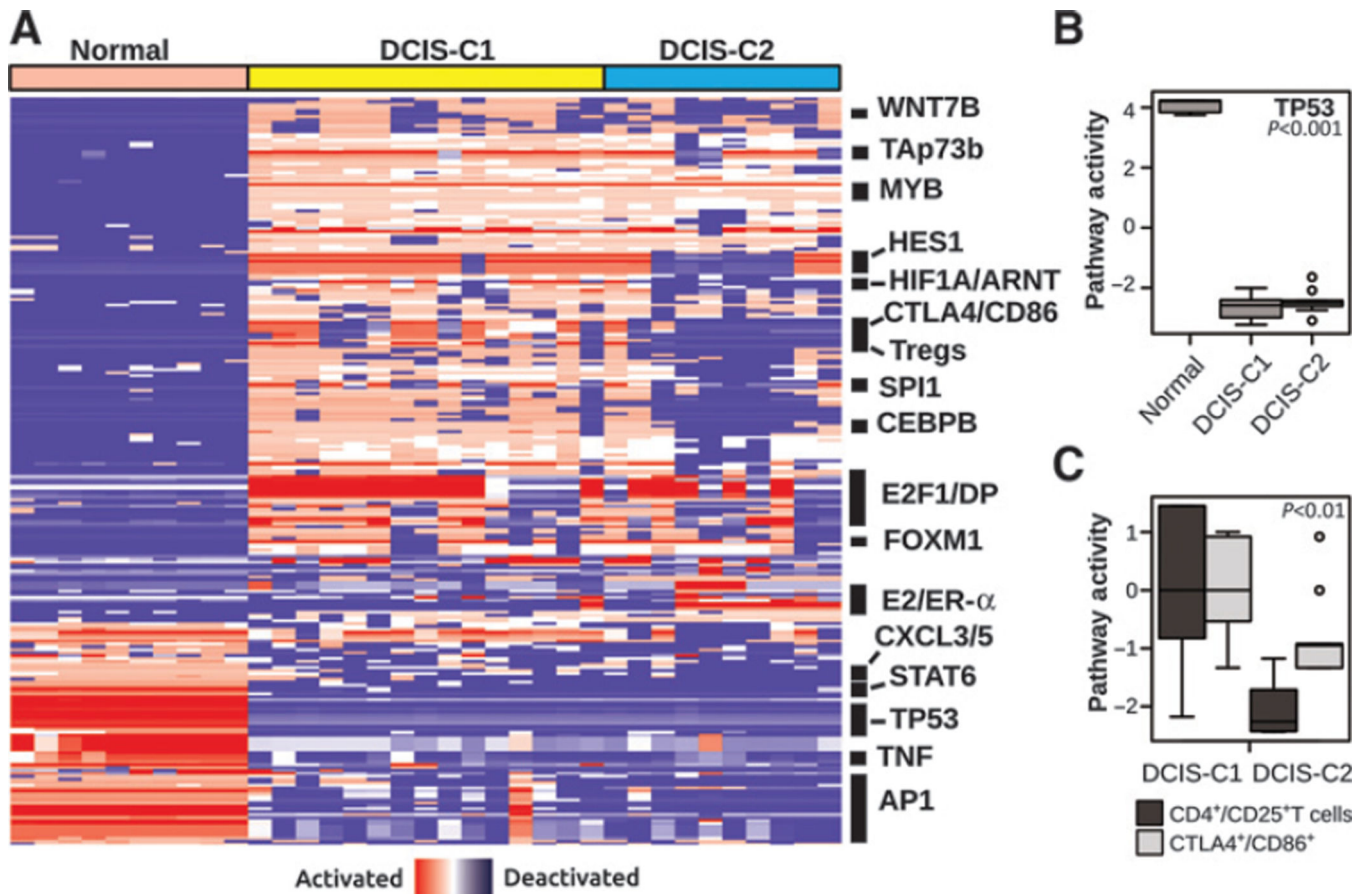 A
Normal DCIS-C1 DCIS-C2
WNT7B
TAp73b
MYB
HES1
HIF1A/ARNT
CTLA4/CD86
Tregs
SPI1
CEBPB
E2F1/DP
FOXM1
E2/ER-α
CXCL3/5
STAT6
TP53
TNF
AP1
Activated Deactivated
B
TP53
P<0.001
Pathway activity
4
2
0
−2
Normal
DCIS-C1
DCIS-C2
C
P<0.01
Pathway activity
1
0
−1
−2
DCIS-C1 DCIS-C2
CD4⁺/CD25⁺T cells
CTLA4⁺/CD86⁺